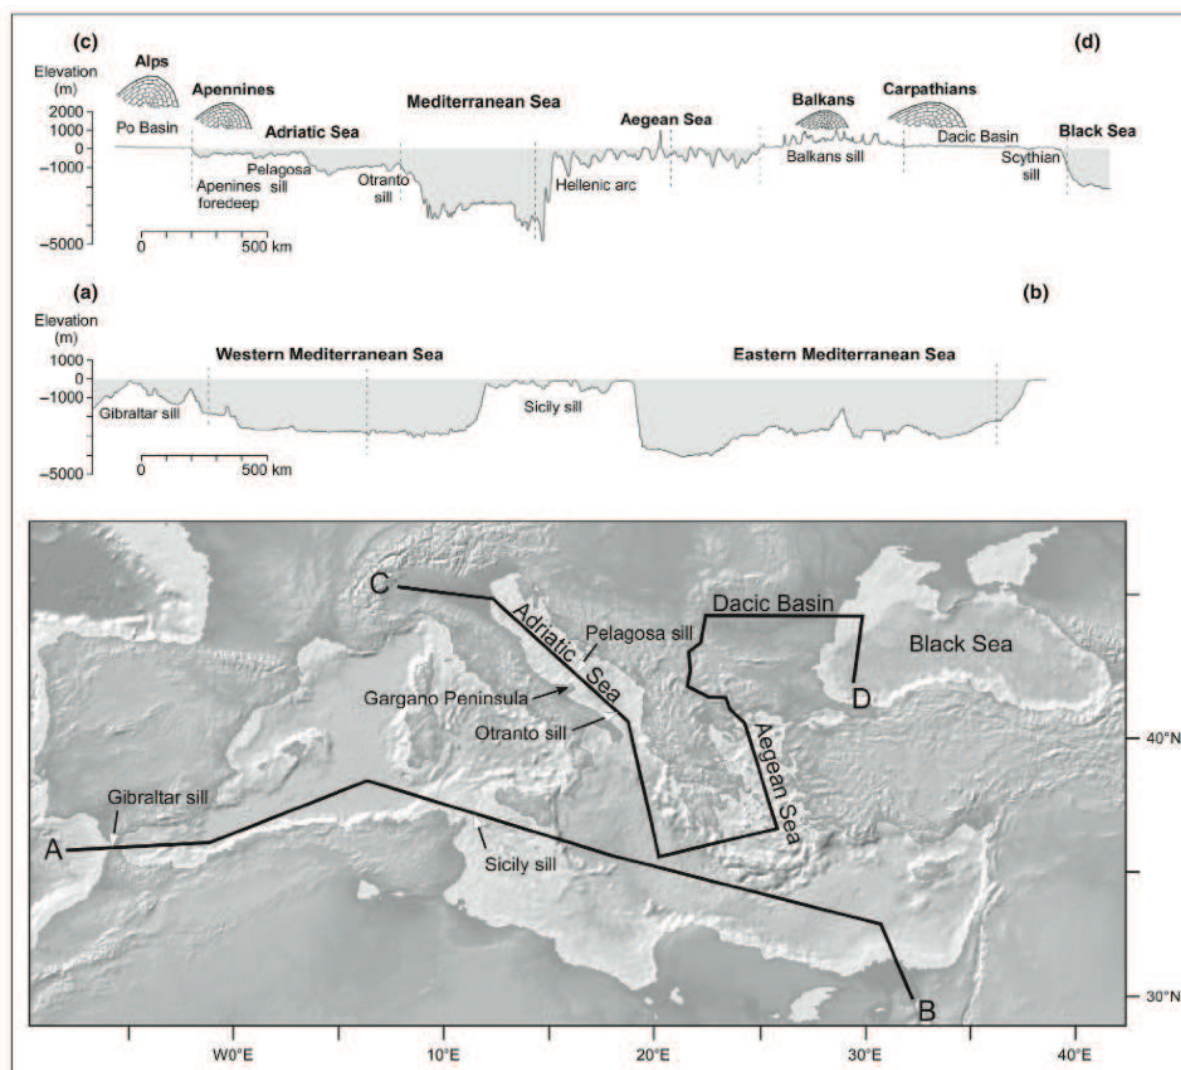 (c)
(d)
Alps
Elevation
(m)
Apennines
Mediterranean Sea
Carpathians
Balkans
Aegean Sea
2000
1000
0
−1000
−5000
Po Basin
Adriatic Sea
Dacic Basin
Black Sea
Pelagosa
sill
Apenines
foredeep
Otranto
sill
Hellenic arc
Balkans sill
Scythian
sill
0
500 km
(a)
(b)
Elevation
(m)
Western Mediterranean Sea
Eastern Mediterranean Sea
1000
0
−1000
−5000
Gibraltar sill
Sicily sill
0
500 km
C
Dacic Basin
Adriatic Sea
Pelagosa sill
Black Sea
Gargano Peninsula
D
Otranto sill
Aegean Sea
40°N
Gibraltar sill
A
Sicily sill
30°N
B
W0°E
10°E
20°E
30°E
40°E